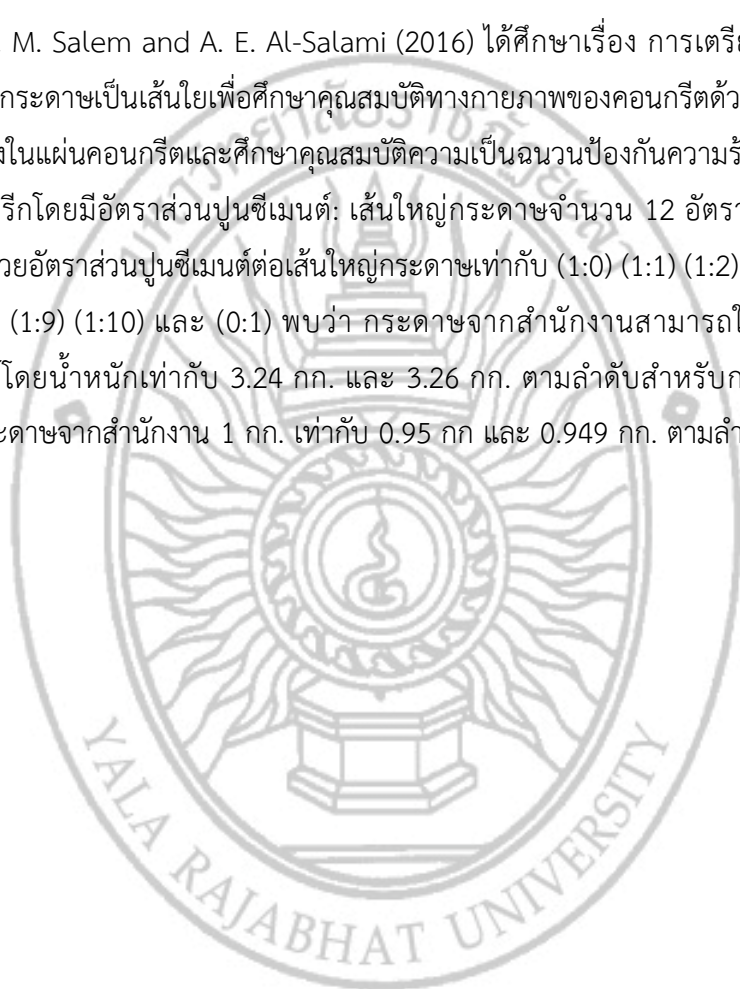 . M. Salem and A. E. Al-Salami (2016) ได้ศึกษาเรื่อง การเตรี
กระดาษเป็นเส้นใยเพื่อศึกษาคุณสมบัติทางกายภาพของคอนกรีตด้ว
งในแผ่นคอนกรีตและศึกษาคุณสมบัติความเป็นฉนวนป้องกันความร้
รีกโดยมีอัตราส่วนปูนซีเมนต์: เส้นใหญ่กระดาษจำนวน 12 อัตรา
วยอัตราส่วนปูนซีเมนต์ต่อเส้นใหญ่กระดาษเท่ากับ (1:0) (1:1) (1:2)
(1:9) (1:10) และ (0:1) พบว่า กระดาษจากสำนักงานสามารถใ
โดยน้ำหนักเท่ากับ 3.24 กก. และ 3.26 กก. ตามลำดับสำหรับก
ะดาษจากสำนักงาน 1 กก. เท่ากับ 0.95 กก และ 0.949 กก. ตามลำ
YALA RAJABHAT UNIVERSITY